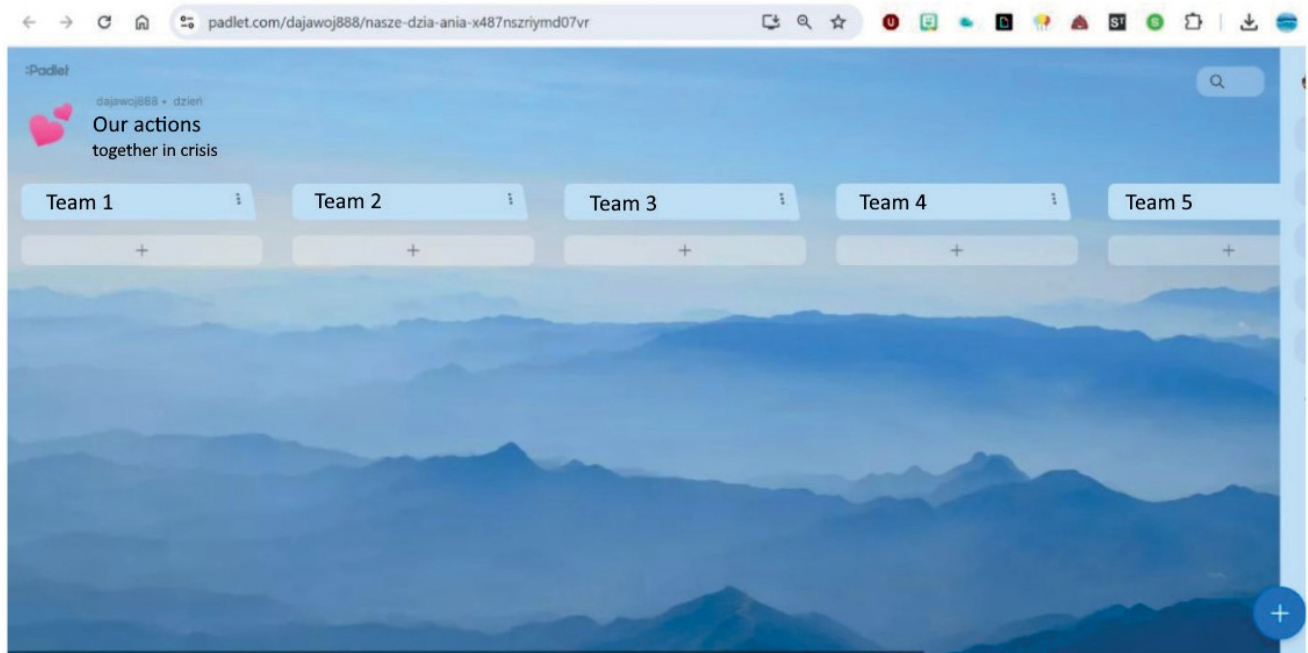 padlet.com/dajawoj888/nasze-dzia-ania-x487nszriymd07vr
:Padlet
dajawoj888 • dzień
Our actions
together in crisis
Team 1
Team 2
Team 3
Team 4
Team 5